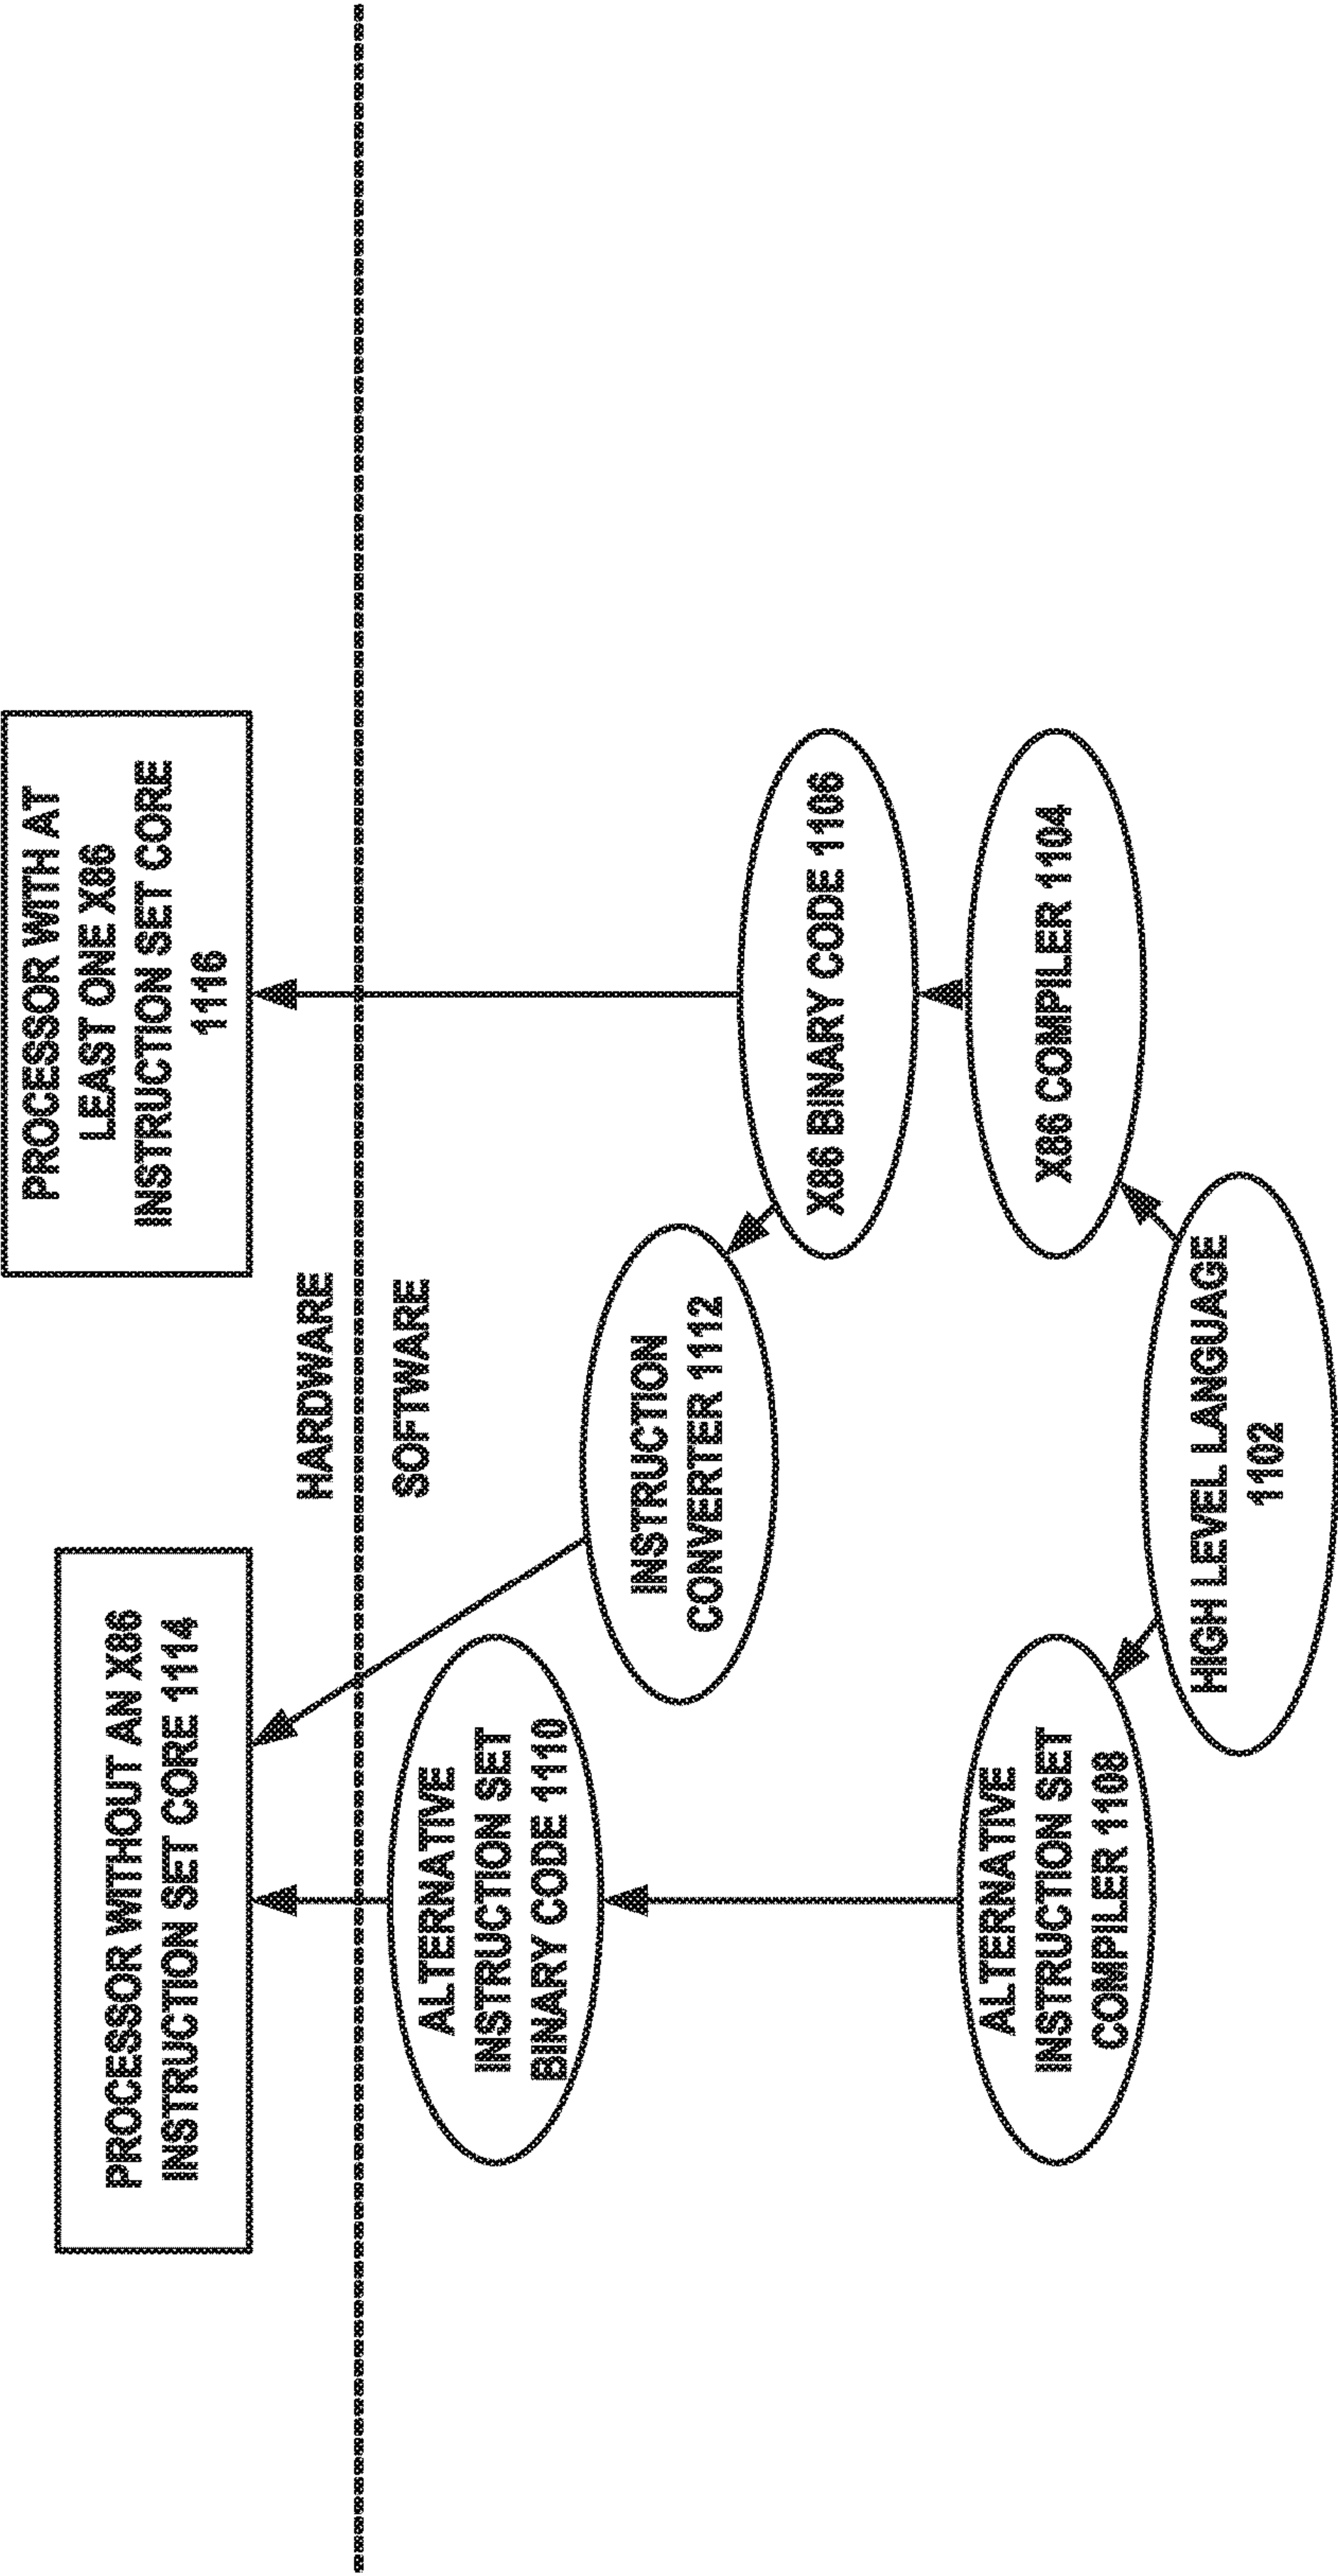 PROCESSOR WITHOUT AN X86
INSTRUCTION SET CORE 1114
PROCESSOR WITH AT
LEAST ONE X86
INSTRUCTION SET CORE
1116
HARDWARE
SOFTWARE
ALTERNATIVE
INSTRUCTION SET
BINARY CODE 1110
INSTRUCTION
CONVERTER 1112
X86 BINARY CODE 1106
ALTERNATIVE
INSTRUCTION SET
COMPILER 1108
X86 COMPILER 1104
HIGH LEVEL LANGUAGE
1102